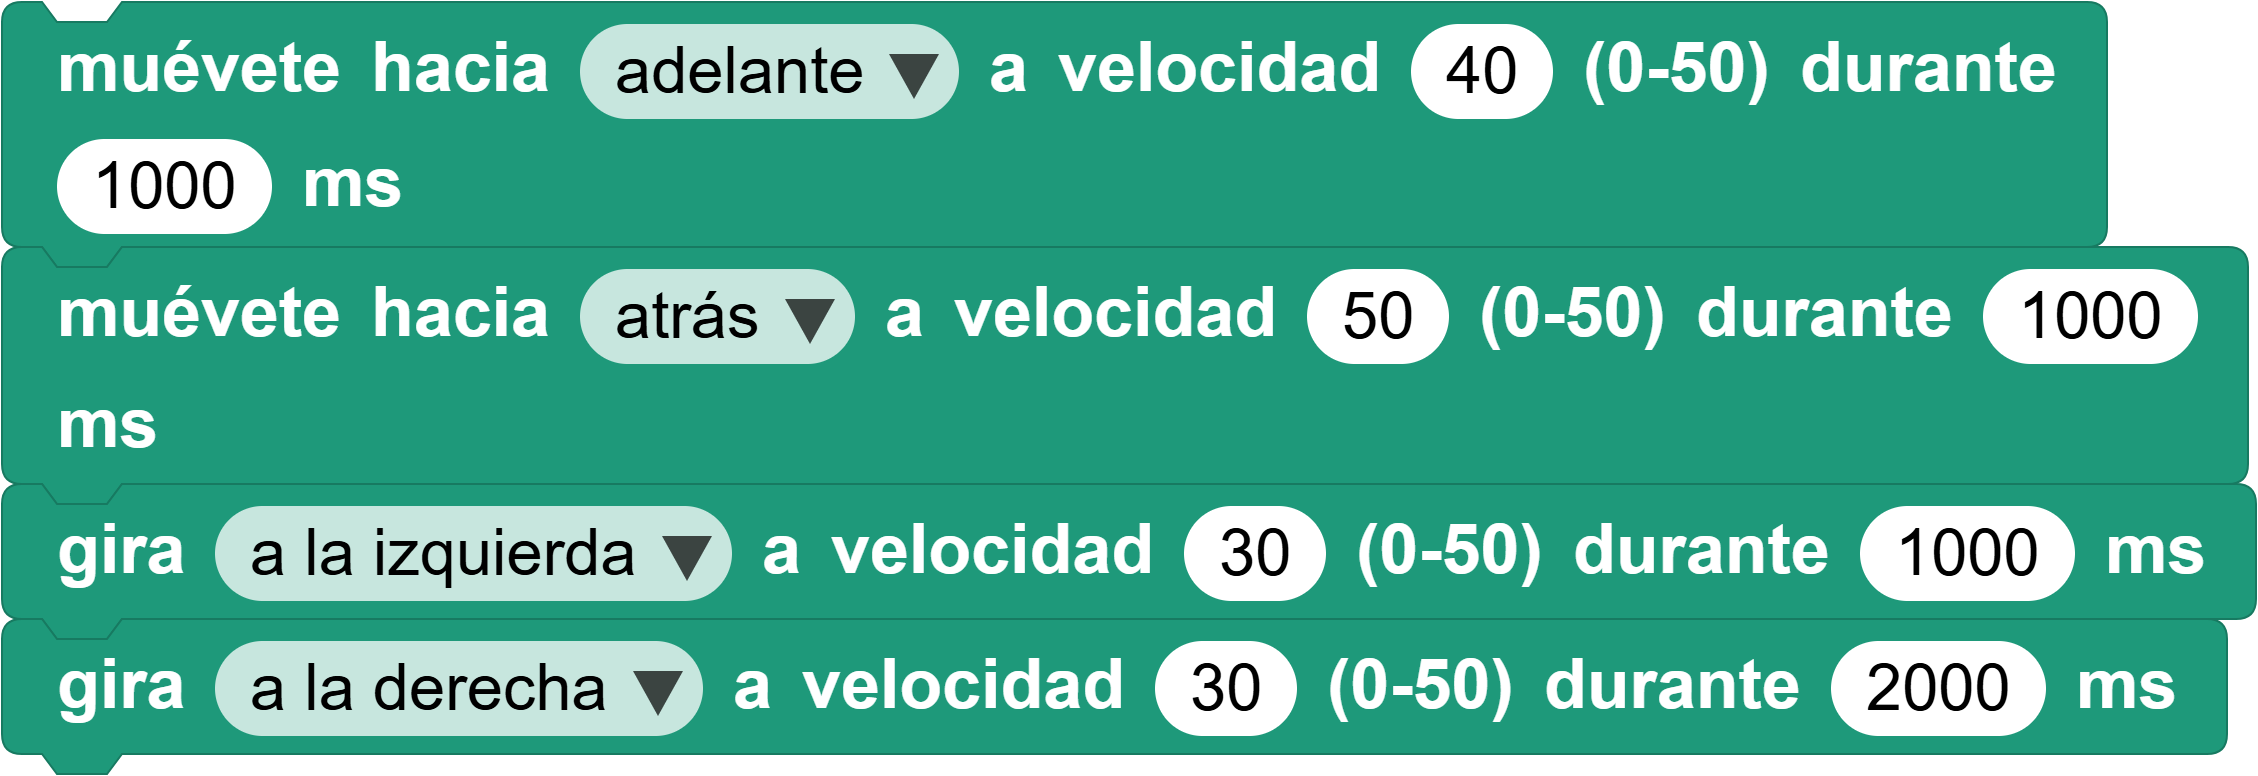 muévete hacia adelante a velocidad 40 (0-50) durante
1000 ms
muévete hacia atrás a velocidad 50 (0-50) durante 1000
ms
gira a la izquierda a velocidad 30 (0-50) durante 1000 ms
gira a la derecha a velocidad 30 (0-50) durante 2000 ms